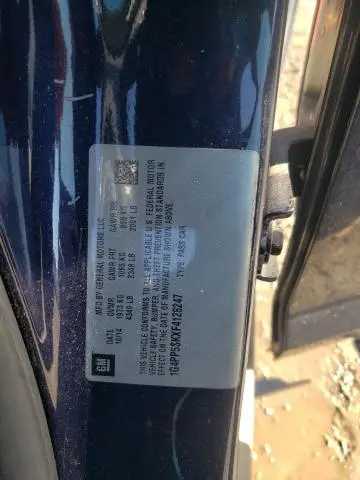 MFD BY GENERAL MOTORS LLC
DATE GVWR GAWR FRT GAWR RR
10/14 1973 KG 1065 KG 908 KG
4349 LB 2348 LB 2001 LB
THIS VEHICLE CONFORMS TO ALL APPLICABLE U.S. FEDERAL MOTOR
VEHICLE SAFETY, BUMPER, AND THEFT PREVENTION STANDARDS IN
EFFECT ON THE DATE OF MANUFACTURE SHOWN ABOVE.
1G4PP5SKXF4128247 TYPE: PASS CAR
GM